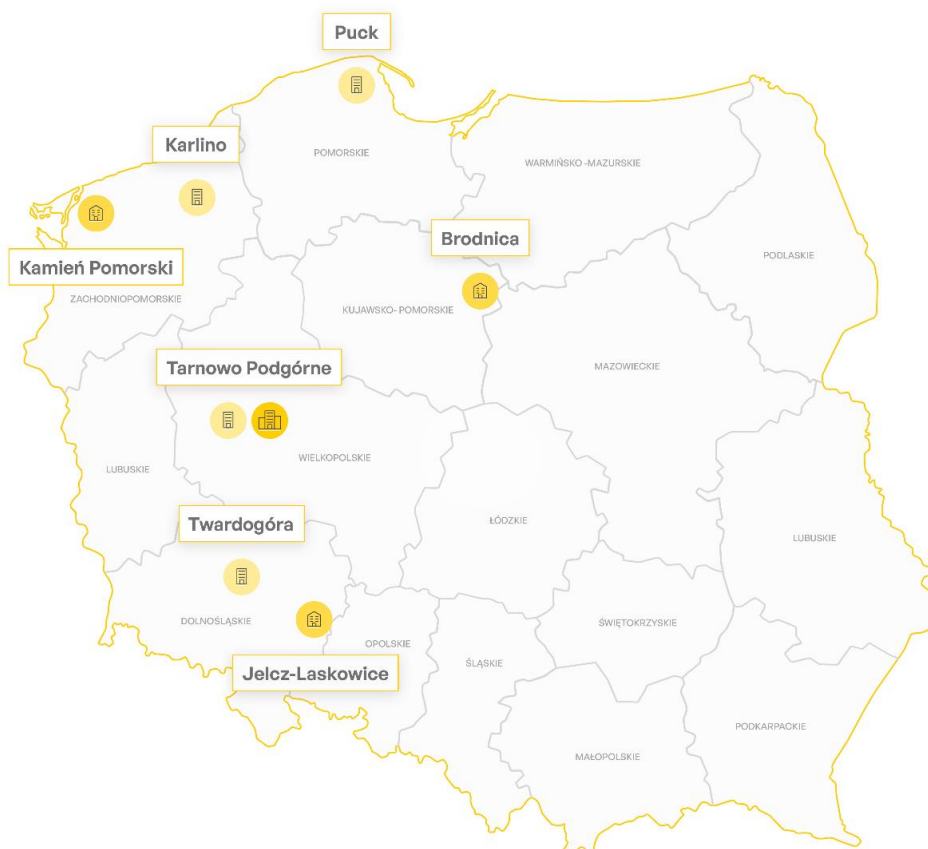 Puck
Karlino
POMORSKIE
WARMIŃSKO -MAZURSKIE
Brodnica
Kamień Pomorski
PODLASKIE
ZACHODNIOPOMORSKIE
KUJAWSKO- POMORSKIE
Tarnowo Podgórne
MAZOWIECKIE
WIELKOPOLSKIE
LUBUSKIE
Twardogóra
ŁÓDZKIE
LUBUSKIE
DOLNOŚLĄSKIE
ŚWIĘTOKRZYSKIE
OPOLSKIE
ŚLĄSKIE
Jelcz-Laskowice
PODKARPACKIE
MAŁOPOLSKIE